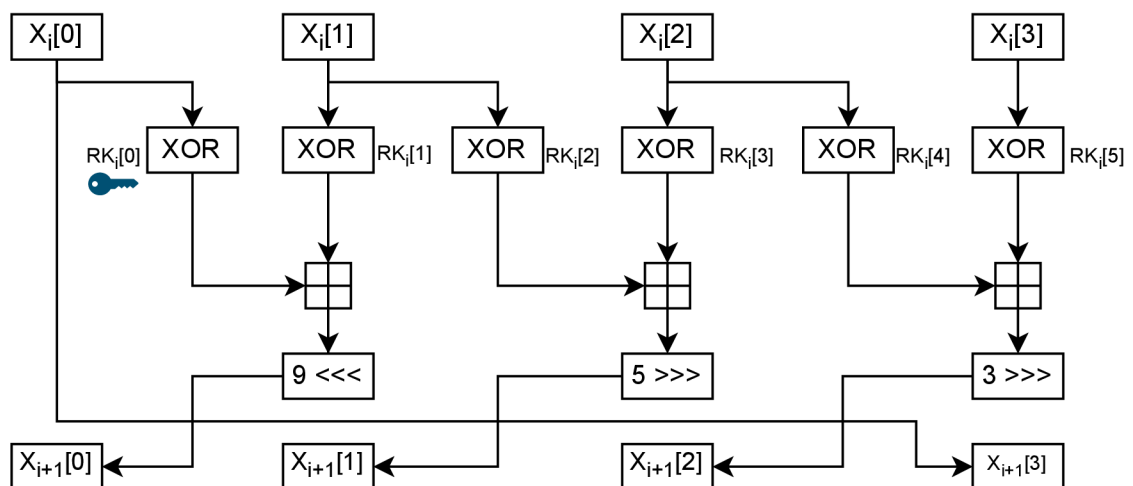 Xi[0] Xi[1] Xi[2] Xi[3]
RKi[0] XOR XOR RKi[1] XOR RKi[2] XOR RKi[3] XOR RKi[4] XOR RKi[5]
9 <<< 5 >>> 3 >>>
Xi+1[0] Xi+1[1] Xi+1[2] Xi+1[3]